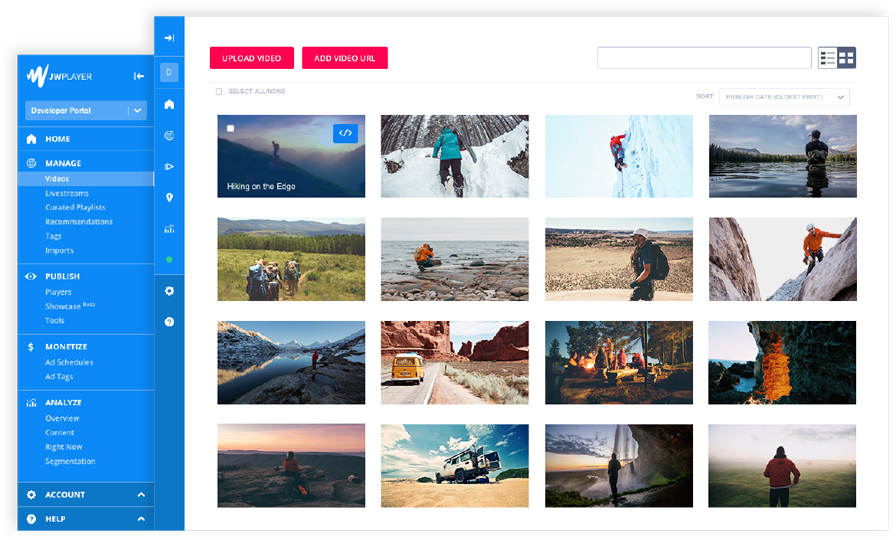 JWPLAYER
Developer Portal
HOME
MANAGE
Videos
Livestreams
Curated Playlists
Recommendations
Tags
Imports
PUBLISH
Players
Showcase Beta
Tools
$ MONETIZE
Ad Schedules
Ad Tags
ANALYZE
Overview
Content
Right Now
Segmentation
ACCOUNT
HELP
D
UPLOAD VIDEO
ADD VIDEO URL
SELECT ALL/NONE
SORT
PUBLISH DATE (OLDEST FIRST)
</>
Hiking on the Edge